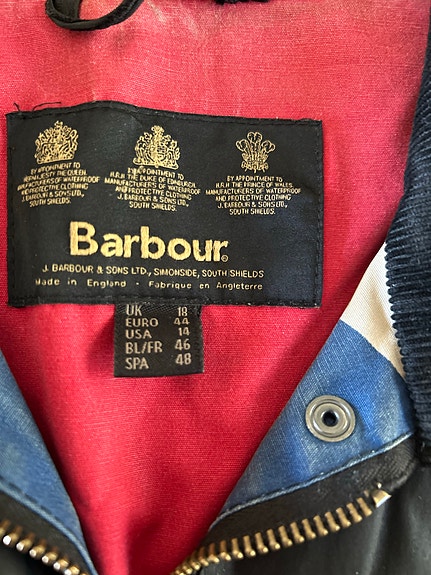 BY APPOINTMENT TO
HER MAJESTY THE QUEEN.
MANUFACTURERS OF WATERPROOF
AND PROTECTIVE CLOTHING
J. BARBOUR & SONS LTD.,
SOUTH SHIELDS
BY APPOINTMENT TO
H.R.H. THE DUKE OF EDINBURGH.
MANUFACTURERS OF WATERPROOF
AND PROTECTIVE CLOTHING
J. BARBOUR & SONS LTD.,
SOUTH SHIELDS.
BY APPOINTMENT TO
H.R.H. THE PRINCE OF WALES.
MANUFACTURERS OF WATERPROOF
AND PROTECTIVE CLOTHING
J. BARBOUR & SONS LTD.,
SOUTH SHIELDS.
Barbour®
J. BARBOUR & SONS LTD., SIMONSIDE, SOUTH SHIELDS
Made in England - Fabrique en Angleterre
UK 18
EURO 44
USA 14
BL/FR 46
SPA 48